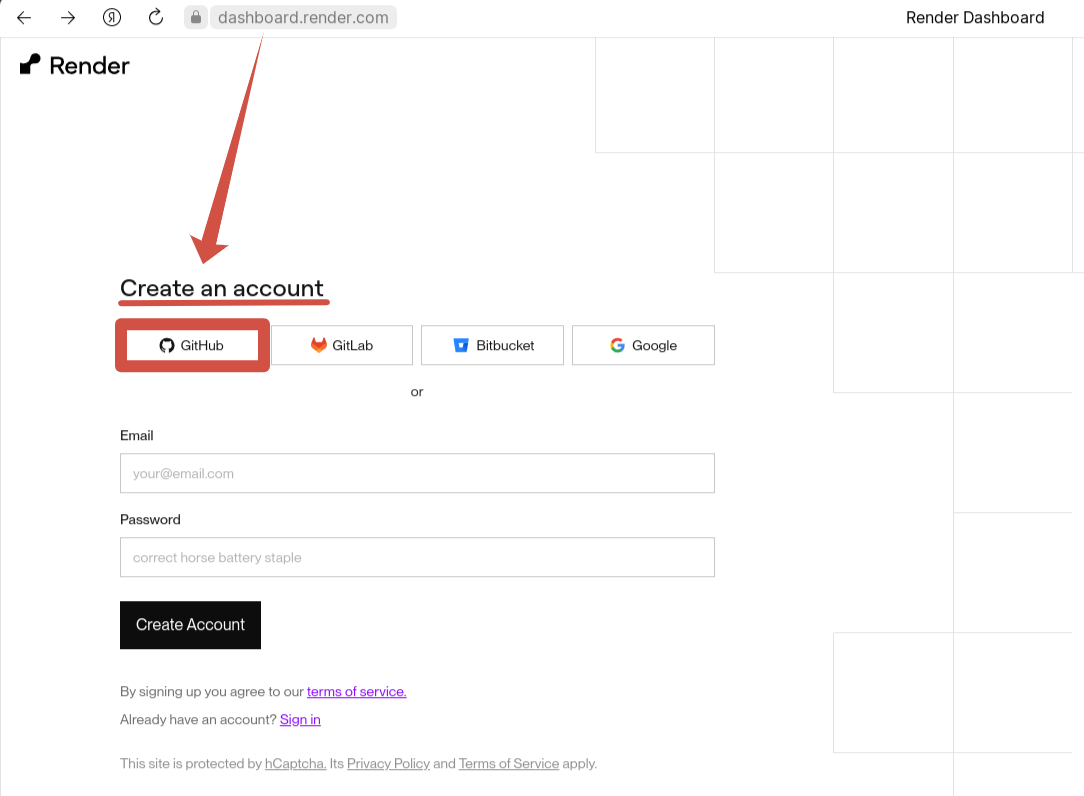 dashboard.render.com
Render Dashboard
Render
Create an account
GitHub
GitLab
Bitbucket
Google
or
Email
your@email.com
Password
correct horse battery staple
Create Account
By signing up you agree to our terms of service.
Already have an account? Sign in
This site is protected by hCaptcha. Its Privacy Policy and Terms of Service apply.